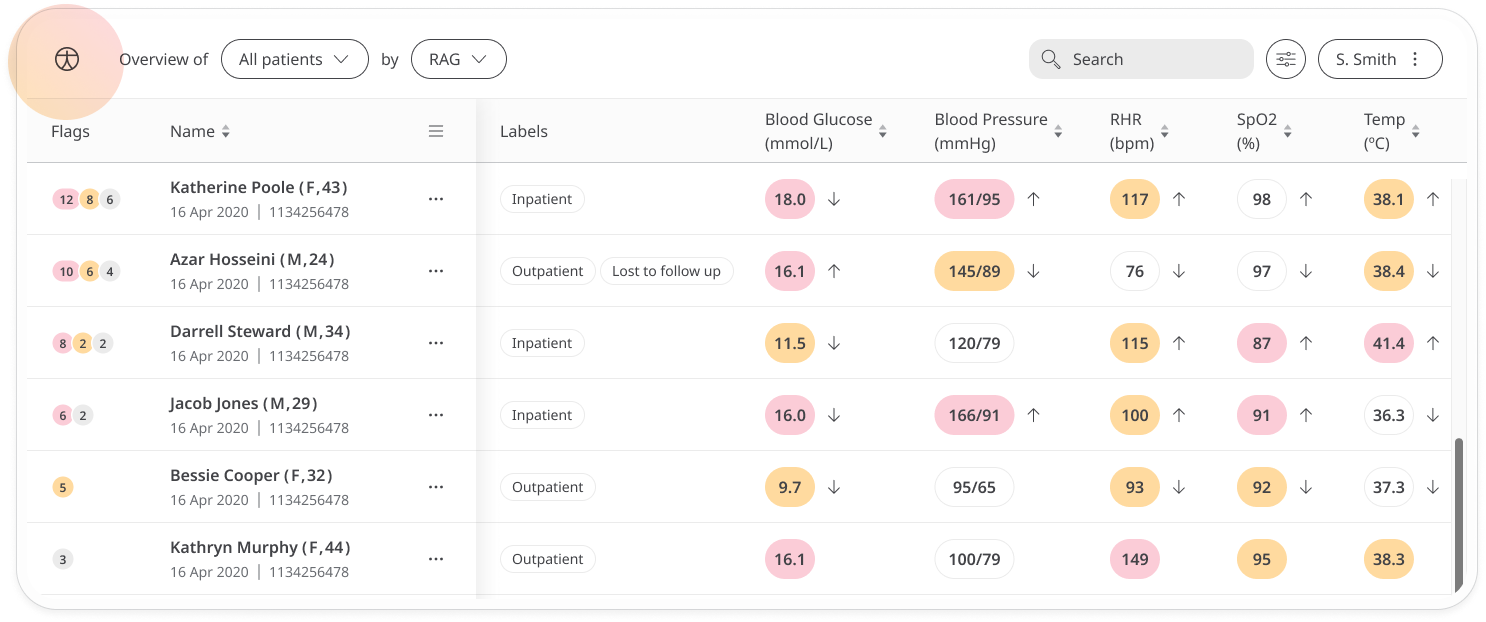 Overview of All patients by RAG Search S. Smith
Flags Name Labels Blood Glucose (mmol/L) Blood Pressure (mmHg) RHR (bpm) SpO2 (%) Temp (ºC)
12 8 6 Katherine Poole (F,43) Inpatient 18.0 ↓ 161/95 ↑ 117 ↑ 98 ↑ 38.1 ↑
16 Apr 2020 | 1134256478
10 6 4 Azar Hosseini (M,24) Outpatient Lost to follow up 16.1 ↑ 145/89 ↓ 76 ↓ 97 ↓ 38.4 ↓
16 Apr 2020 | 1134256478
8 2 2 Darrell Steward (M,34) Inpatient 11.5 ↓ 120/79 115 ↑ 87 ↑ 41.4 ↑
16 Apr 2020 | 1134256478
6 2 Jacob Jones (M,29) Inpatient 16.0 ↓ 166/91 ↑ 100 ↑ 91 ↑ 36.3 ↓
16 Apr 2020 | 1134256478
5 Bessie Cooper (F,32) Outpatient 9.7 ↓ 95/65 93 ↓ 92 ↓ 37.3 ↓
16 Apr 2020 | 1134256478
3 Kathryn Murphy (F,44) Outpatient 16.1 100/79 149 95 38.3
16 Apr 2020 | 1134256478